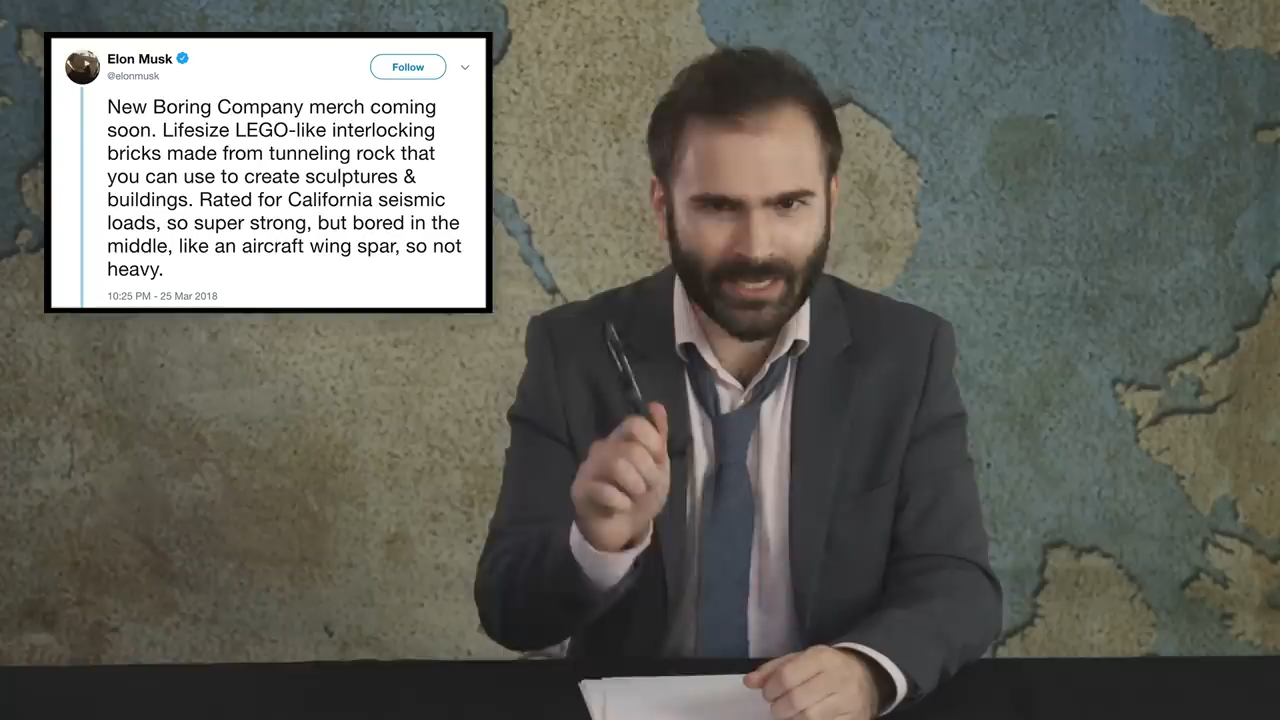 Elon Musk
@elonmusk
Follow
New Boring Company merch coming
soon. Lifesize LEGO-like interlocking
bricks made from tunneling rock that
you can use to create sculptures &
buildings. Rated for California seismic
loads, so super strong, but bored in the
middle, like an aircraft wing spar, so not
heavy.
10:25 PM - 25 Mar 2018